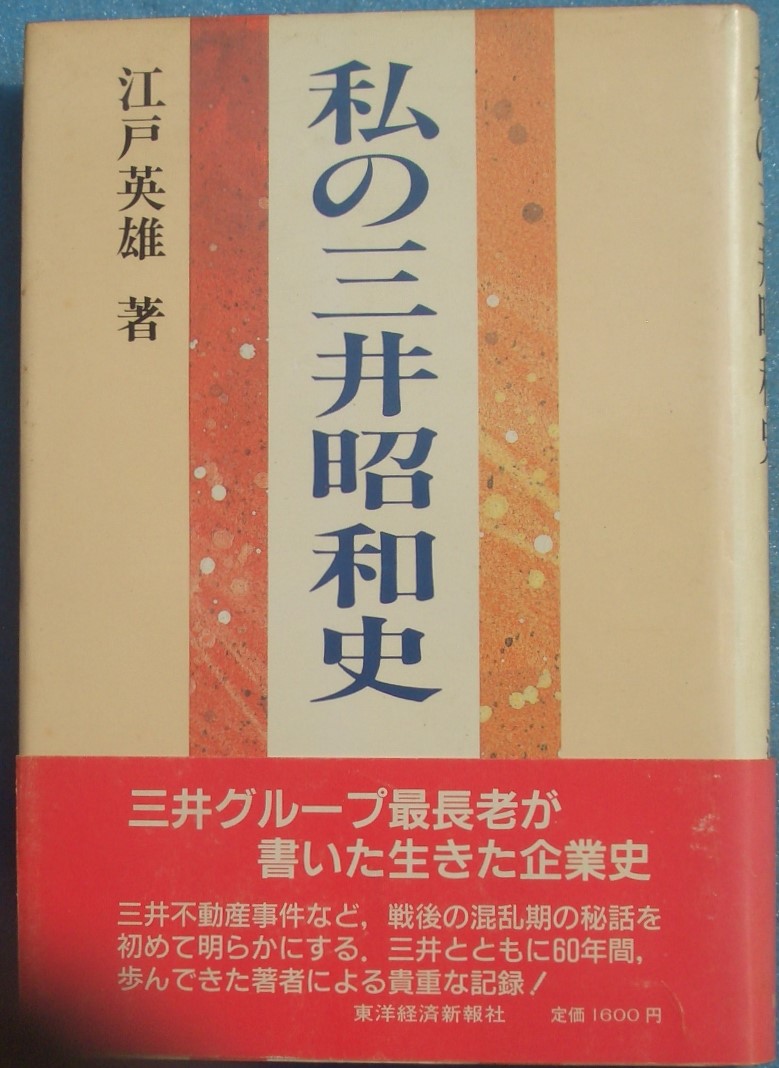 私の三井昭和史
江戸英雄 著
三井グループ最長老が
書いた生きた企業史
三井不動産事件など，戦後の混乱期の秘話を
初めて明らかにする．三井とともに60年間，
歩んできた著者による貴重な記録！
東洋経済新報社 定価1600円